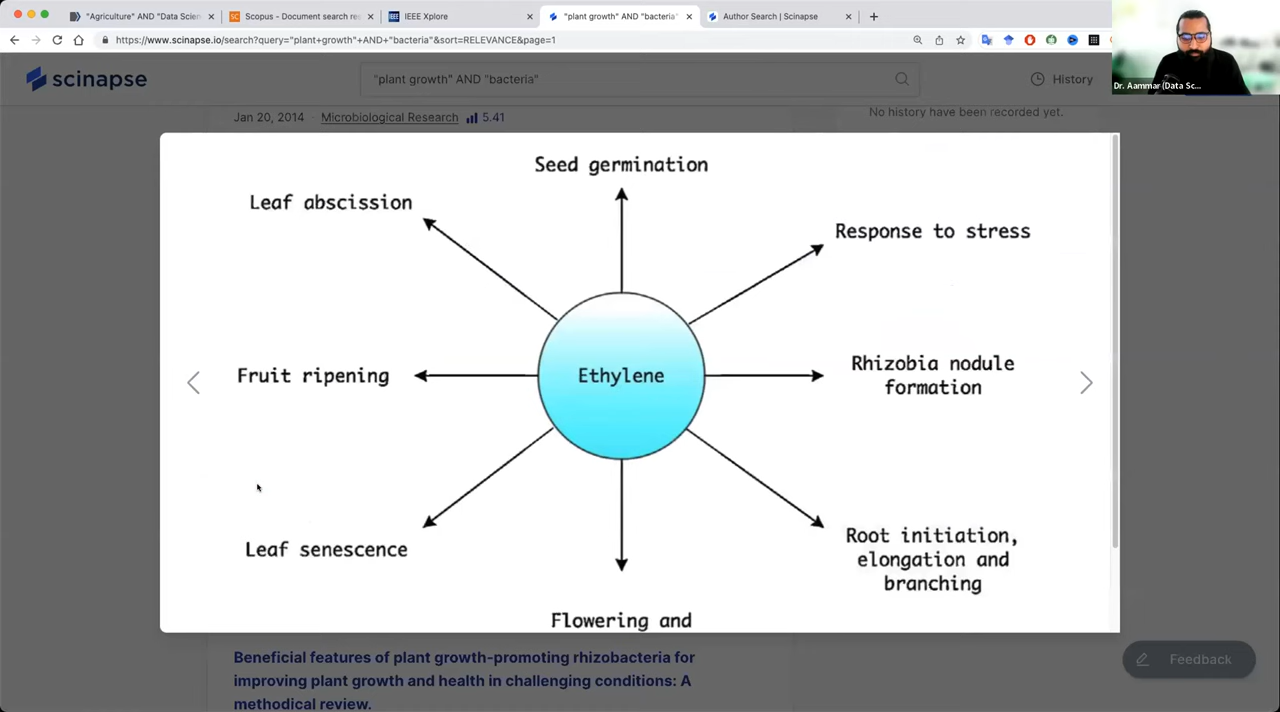 "Agriculture" AND "Data Scien
Scopus - Document search res
IEEE Xplore
"plant growth" AND "bacteria"
Author Search | Scinapse
https://www.scinapse.io/search?query="plant+growth"+AND+"bacteria"&sort=RELEVANCE&page=1
Dr. Aammar (Data Sc...
scinapse
"plant growth" AND "bacteria"
History
Jan 20, 2014
Microbiological Research
5.41
No history have been recorded yet.
Seed germination
Leaf abscission
Response to stress
Fruit ripening
Ethylene
Rhizobia nodule
formation
Leaf senescence
Root initiation,
elongation and
branching
Flowering and
Beneficial features of plant growth-promoting rhizobacteria for
improving plant growth and health in challenging conditions: A
methodical review.
Feedback